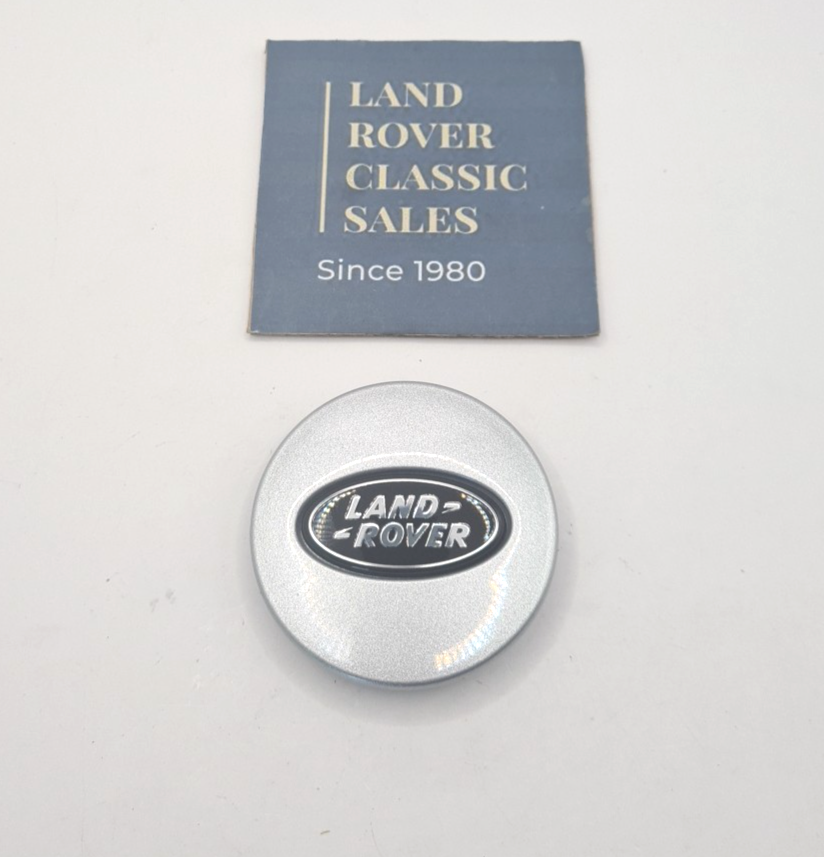 LAND
ROVER
CLASSIC
SALES
Since 1980
LAND-
-ROVER